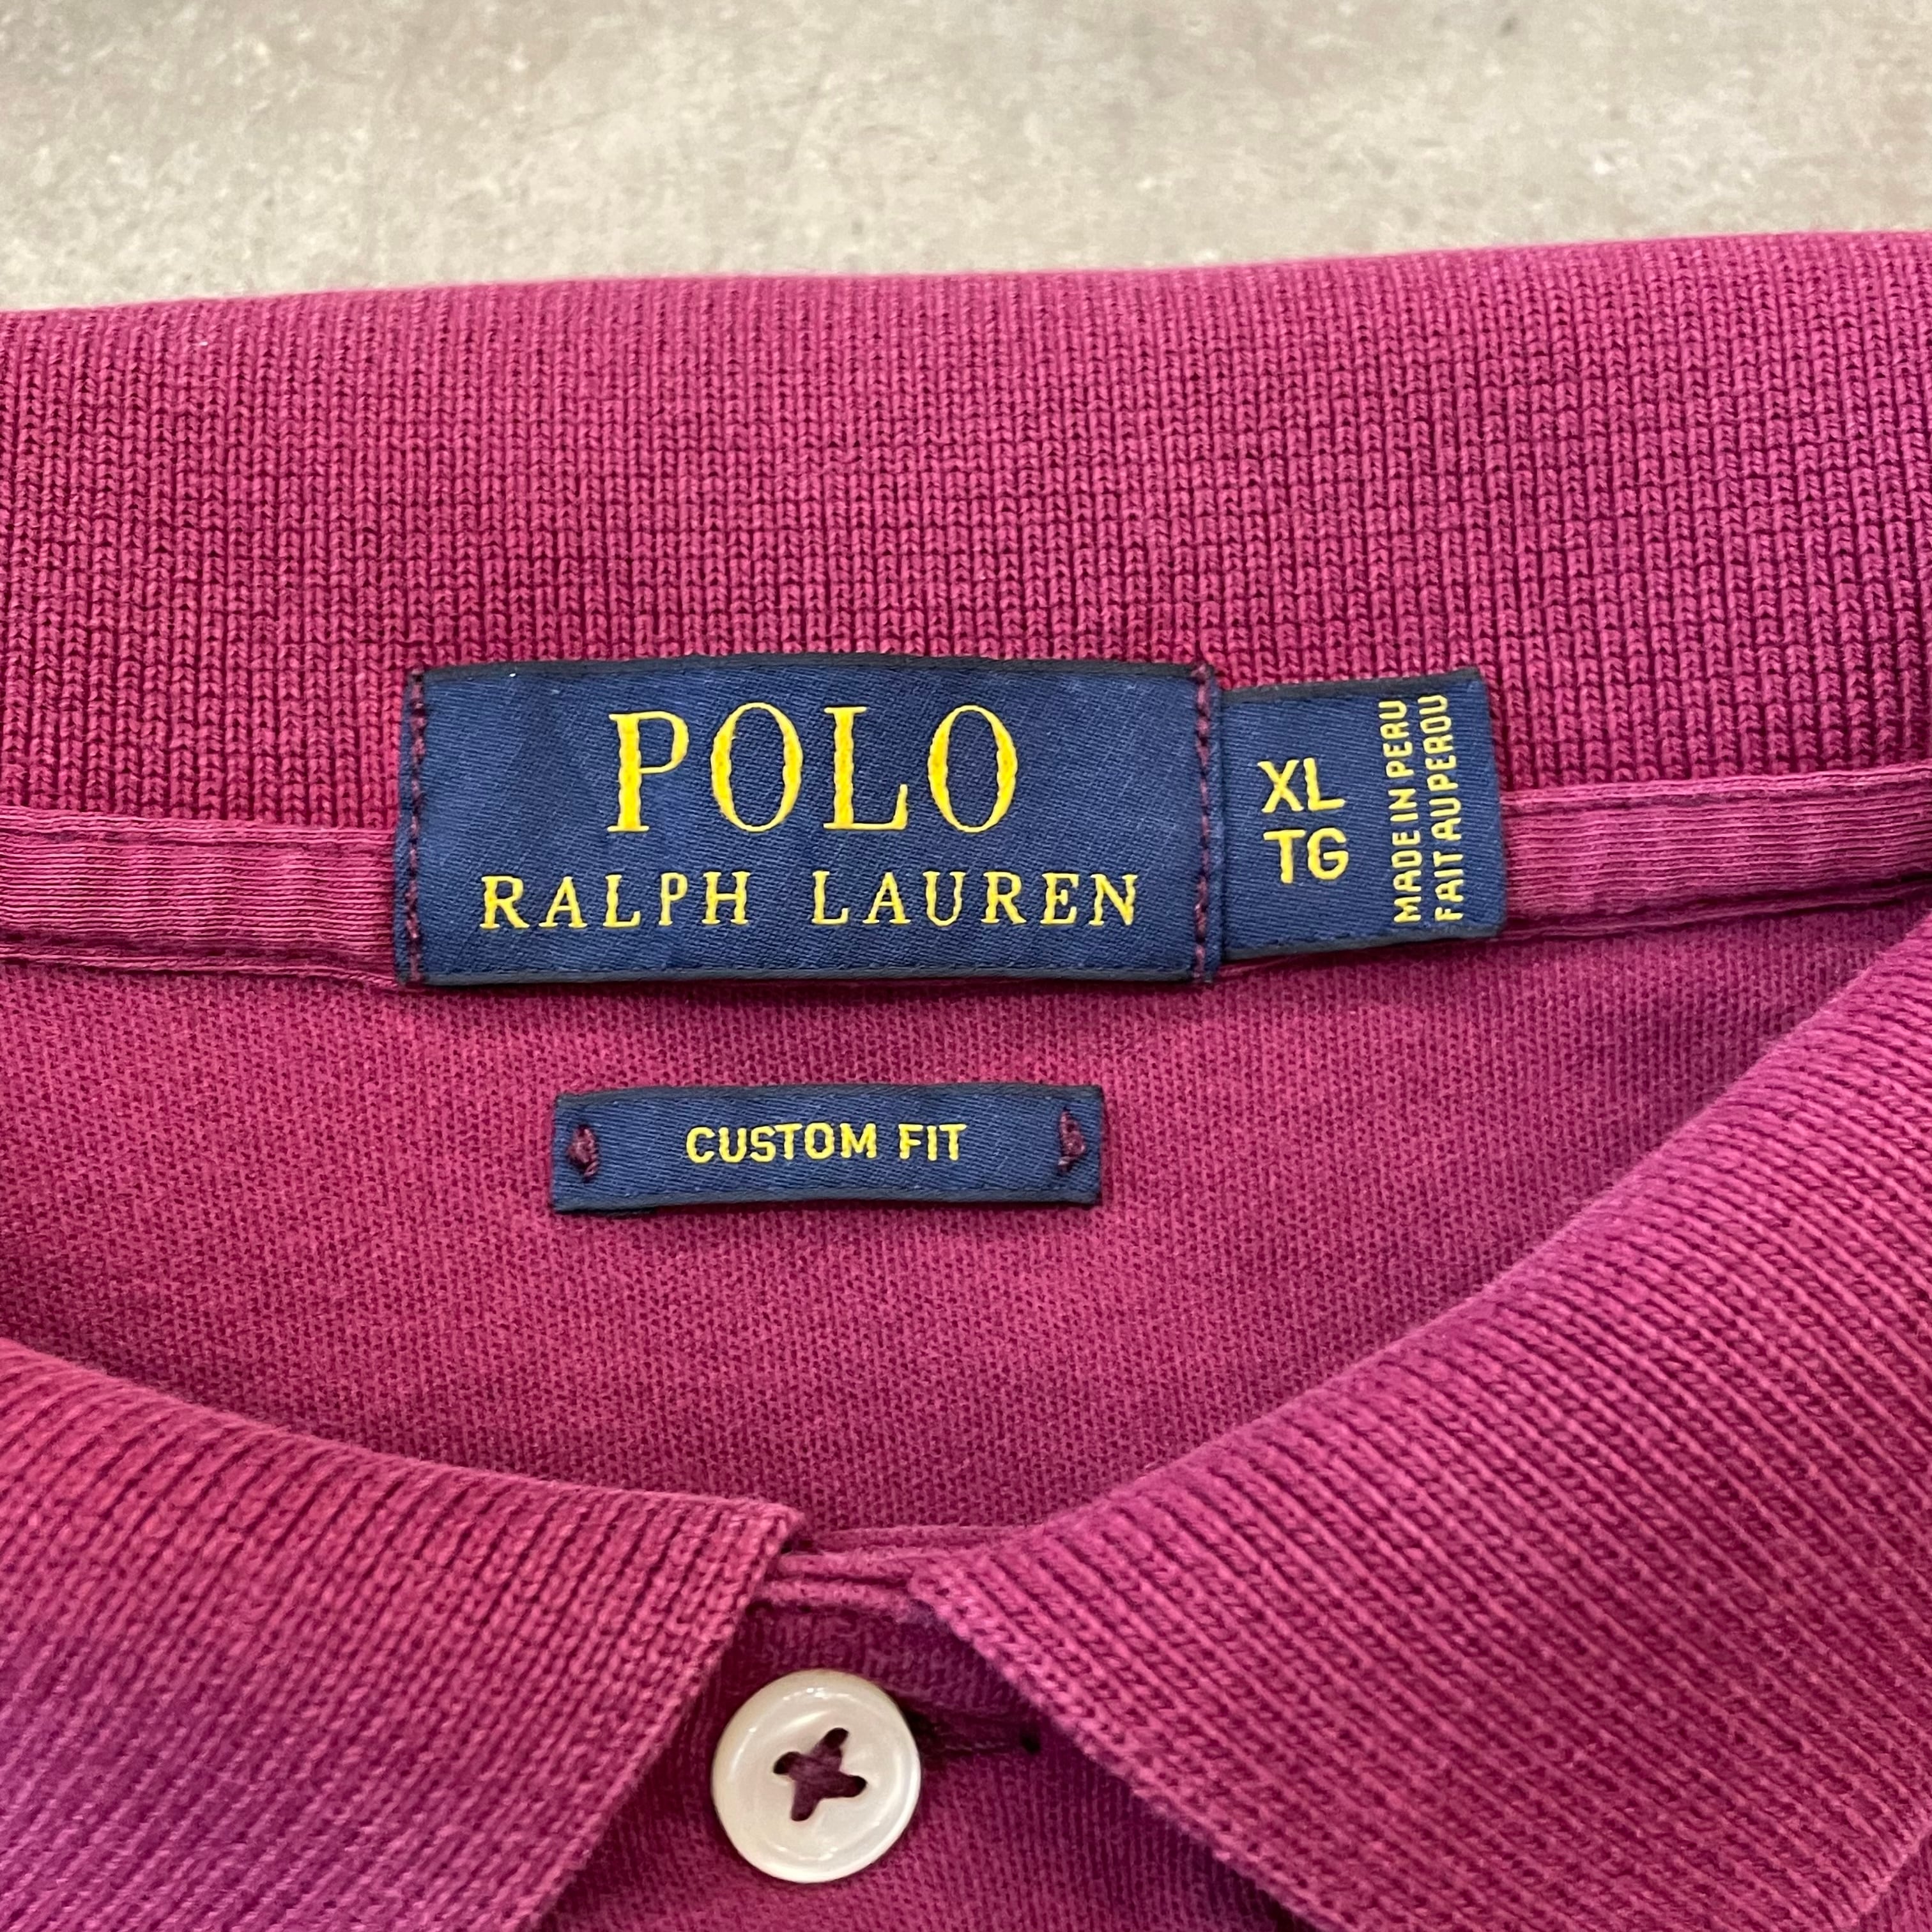 POLO
RALPH LAUREN
XL
TG
MADE IN PERU
FAIT AU PEROU
CUSTOM FIT